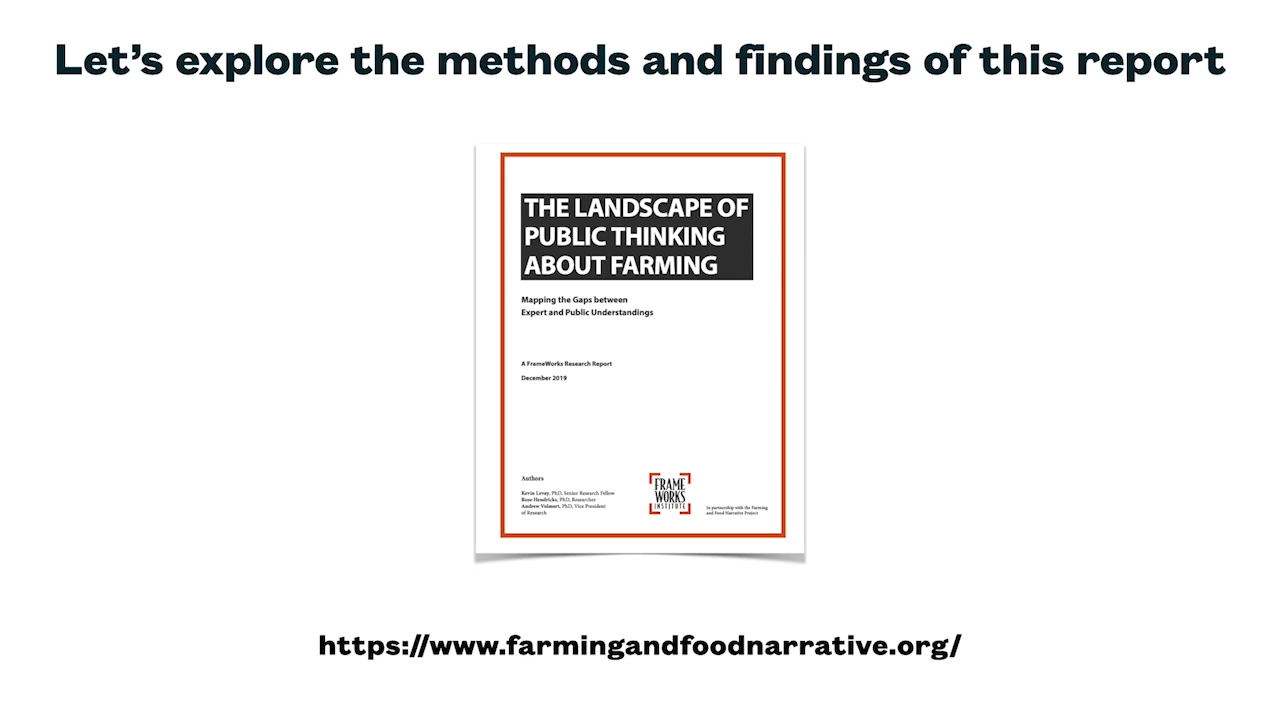 Let’s explore the methods and findings of this report
THE LANDSCAPE OF
PUBLIC THINKING
ABOUT FARMING
Mapping the Gaps between
Expert and Public Understandings
A FrameWorks Research Report
December 2019
Authors
Kevin Levay, PhD, Senior Research Fellow
Rose Hendricks, PhD, Researcher
Andrew Volmert, PhD, Vice President
of Research
FRAME
WORKS
INSTITUTE
In partnership with the Farming
and Food Narrative Project
https://www.farmingandfoodnarrative.org/